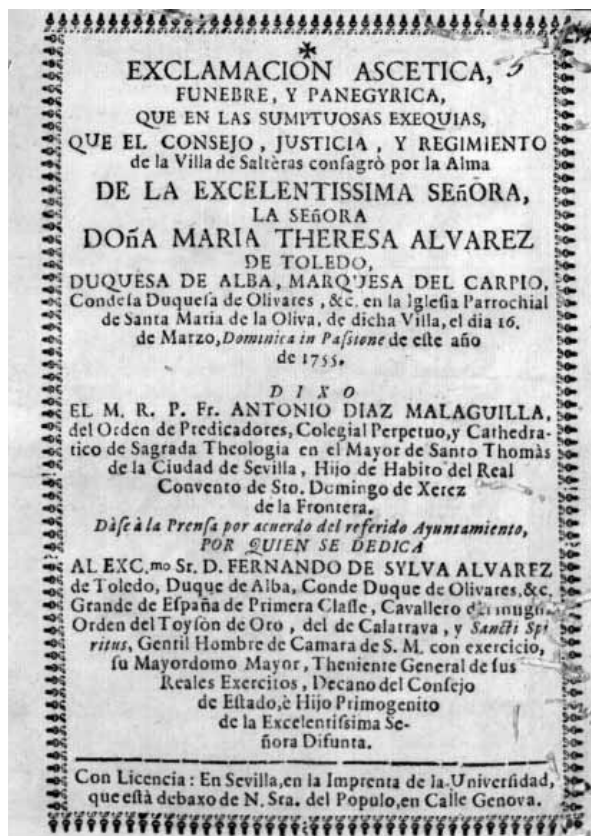 ✠
EXCLAMACION ASCETICA, 5
FUNEBRE, Y PANEGYRICA,
QUE EN LAS SUMPTUOSAS EXEQUIAS,
QUE EL CONSEJO, JUSTICIA, Y REGIMIENTO
de la Villa de Saltèras conſagrò por la Alma
DE LA EXCELENTISSIMA SEñORA,
LA SEñORA
DOñA MARIA THERESA ALVAREZ
DE TOLEDO,
DUQUESA DE ALBA, MARQUESA DEL CARPIO,
Condeſa Duqueſa de Olivares, &c. en la Igleſia Parrochial
de Santa Maria de la Oliva, de dicha Villa, el dia 16.
de Marzo, Dominica in Paſsione de eſte año
de 1755.
DIXO
EL M. R. P. Fr. ANTONIO DIAZ MALAGUILLA,
del Orden de Predicadores, Colegial Perpetuo, y Cathedra-
tico de Sagrada Theologia en el Mayor de Santo Thomàs
de la Ciudad de Sevilla, Hijo de Habito del Real
Convento de Sto. Domingo de Xerez
de la Frontera.
Dàſe à la Prenſa por acuerdo del referido Ayuntamiento,
POR QUIEN SE DEDICA
AL EXC.mo Sr. D. FERNANDO DE SYLVA ALVAREZ
de Toledo, Duque de Alba, Conde Duque de Olivares, &c.
Grande de Eſpaña de Primera Claſſe, Cavallero del inſign.
Orden del Toyſòn de Oro, del de Calatrava, y Sancti Spi
ritus, Gentil Hombre de Camara de S. M. con exercicio,
ſu Mayordomo Mayor, Theniente General de ſus
Reales Exercitos, Decano del Conſejo
de Eſtado, è Hijo Primogenito
de la Excelentiſsima Se-
ñora Difunta.
Con Licencia: En Sevilla, en la Imprenta de la Univerſidad,
que eſtà debaxo de N. Sra. del Populo, en Calle Genova.